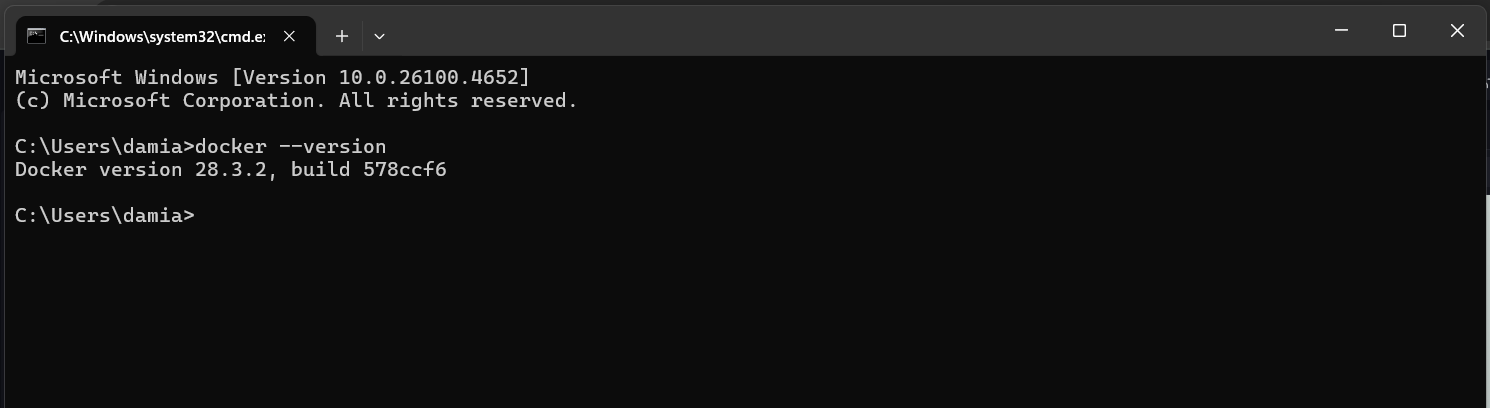 C:\Windows\system32\cmd.e
Microsoft Windows [Version 10.0.26100.4652]
(c) Microsoft Corporation. All rights reserved.
C:\Users\damia>docker --version
Docker version 28.3.2, build 578ccf6
C:\Users\damia>